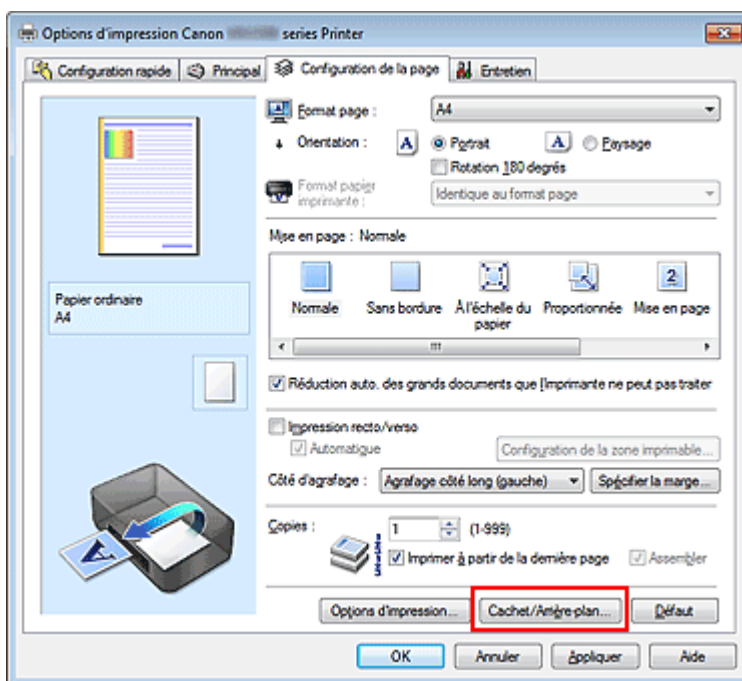 Options d'impression Canon series Printer
Configuration rapide Principal Configuration de la page Entretien
Format page : A4
Orientation : A Portrait A Paysage
Rotation 180 degrés
Format papier imprimante : Identique au format page
Mise en page : Normale
2
Normale Sans bordure À l'échelle du papier Proportionnée Mise en page
Papier ordinaire
A4
Réduction auto. des grands documents que l'imprimante ne peut pas traiter
Impression recto/verso
Automatique Configuration de la zone imprimable...
Côté d'agrafage : Agrafage côté long (gauche) Spécifier la marge...
Copies : 1 (1-999)
Imprimer à partir de la dernière page Assembler
A
Options d'impression... Cachet/Arrière-plan... Défaut
OK Annuler Appliquer Aide